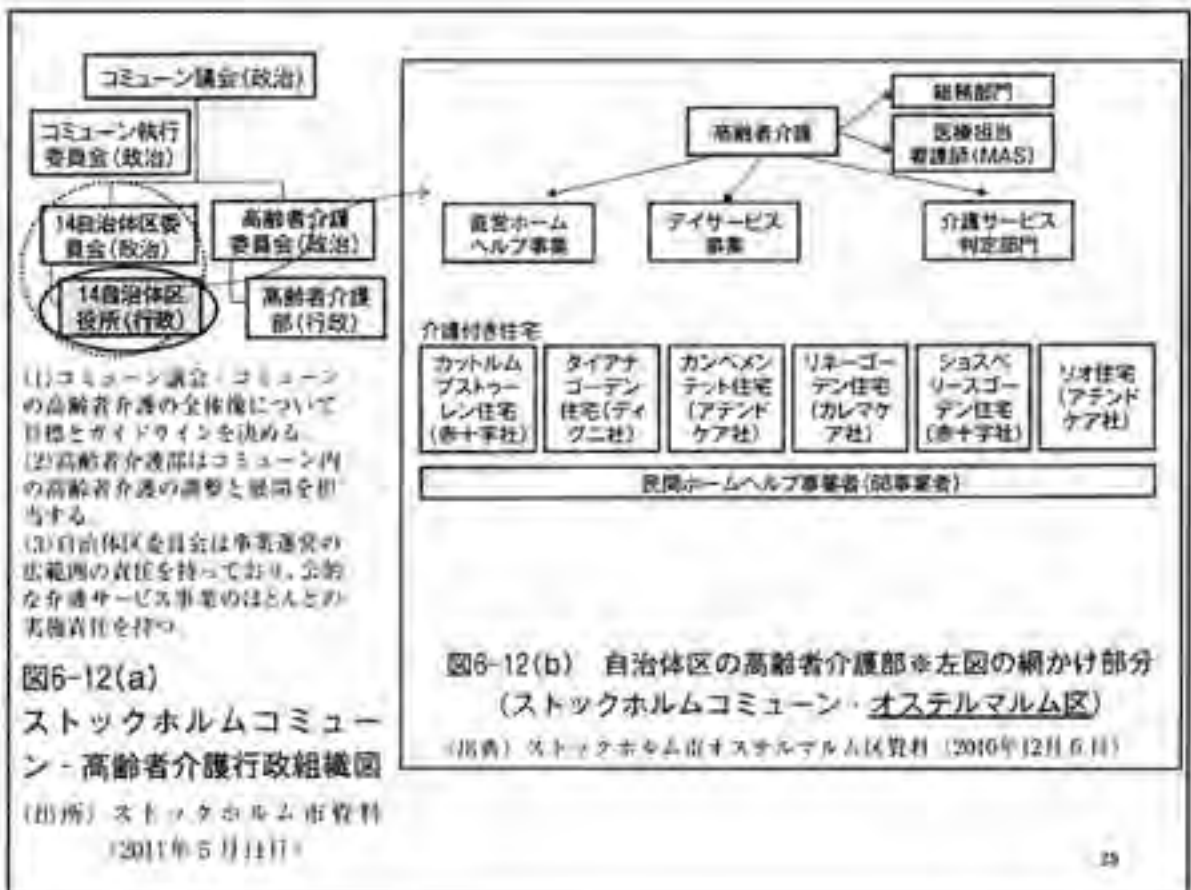 コミューン議会(政治)
コミューン執行
委員会(政治)
14自治体区委
員会(政治)
高齢者介護
委員会(政治)
14自治体区
役所(行政)
高齢者介護
部(行政)
(1)コミューン議会・コミューン
の高齢者介護の全体像について
目標とガイドラインを決める。
(2)高齢者介護部はコミューン内
の高齢者介護の調整と展開を担
当する。
(3)自治体区委員会は事業運営の
広範囲の責任を持っており、公的
な介護サービス事業のほとんどの
実施責任を持つ。
図6-12(a)
ストックホルムコミュー
ン‐高齢者介護行政組織図
(出所) ストックホルム市資料
高齢者介護
総務部門
医療担当
看護師(MAS)
直営ホーム
ヘルプ事業
デイサービス
事業
介護サービス
判定部門
介護付き住宅
カットルム
プストゥー
レン住宅
(赤十字社)
タイアナ
ゴーデン
住宅(ディ
グニ社)
カンペメン
テント住宅
(アテンド
ケア社)
リネーゴー
デン住宅
(カレマケ
ア社)
ショスペ
リースゴー
デン住宅
(赤十字社)
リオ住宅
(アテンド
ケア社)
民間ホームヘルプ事業者
図6-12(b) 自治体区の高齢者介護部※左図の網かけ部分
(ストックホルムコミューン‐オステルマルム区)
(出典) ストックホルム市オステルマルム区資料 (2010年12月6日)